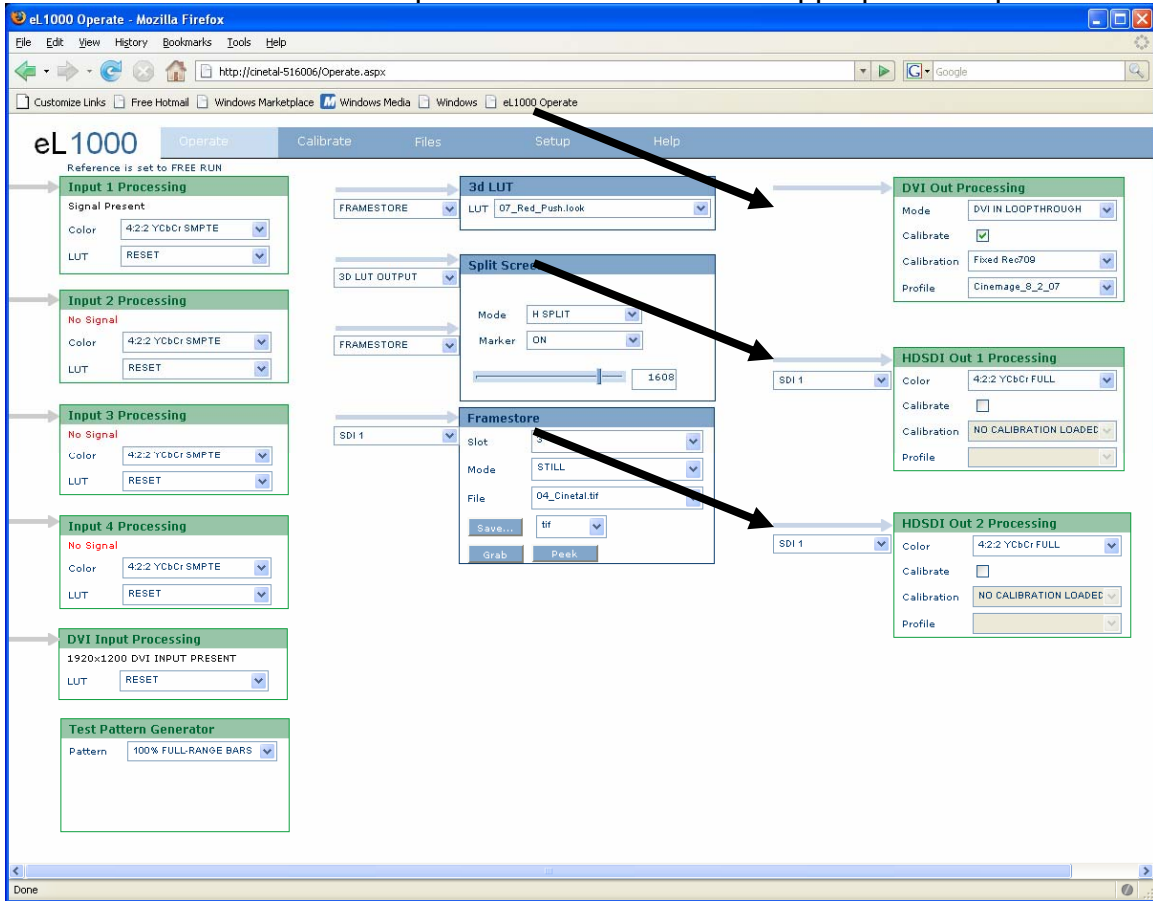 eL1000 Operate - Mozilla Firefox
File Edit View History Bookmarks Tools Help
http://cinetal-516006/Operate.aspx
G Google
Customize Links Free Hotmail Windows Marketplace Windows Media Windows eL1000 Operate
eL1000 Operate Calibrate Files Setup Help
Reference is set to FREE RUN
Input 1 Processing
Signal Present
Color 4:2:2 YCbCr SMPTE
LUT RESET
Input 2 Processing
No Signal
Color 4:2:2 YCbCr SMPTE
LUT RESET
Input 3 Processing
No Signal
Color 4:2:2 YCbCr SMPTE
LUT RESET
Input 4 Processing
No Signal
Color 4:2:2 YCbCr SMPTE
LUT RESET
DVI Input Processing
1920x1200 DVI INPUT PRESENT
LUT RESET
Test Pattern Generator
Pattern 100% FULL-RANGE BARS
3d LUT
FRAMESTORE
LUT 07_Red_Push.look
Split Screen
3D LUT OUTPUT
Mode H SPLIT
FRAMESTORE
Marker ON
1608
Framestore
SDI 1
Slot 3
Mode STILL
File 04_Cinetal.tif
Save... tif
Grab Peek
DVI Out Processing
Mode DVI IN LOOPTHROUGH
Calibrate
Calibration Fixed Rec709
Profile Cinemage_8_2_07
HDSDI Out 1 Processing
SDI 1
Color 4:2:2 YCbCr FULL
Calibrate
Calibration NO CALIBRATION LOADED
Profile
HDSDI Out 2 Processing
SDI 1
Color 4:2:2 YCbCr FULL
Calibrate
Calibration NO CALIBRATION LOADED
Profile
Done